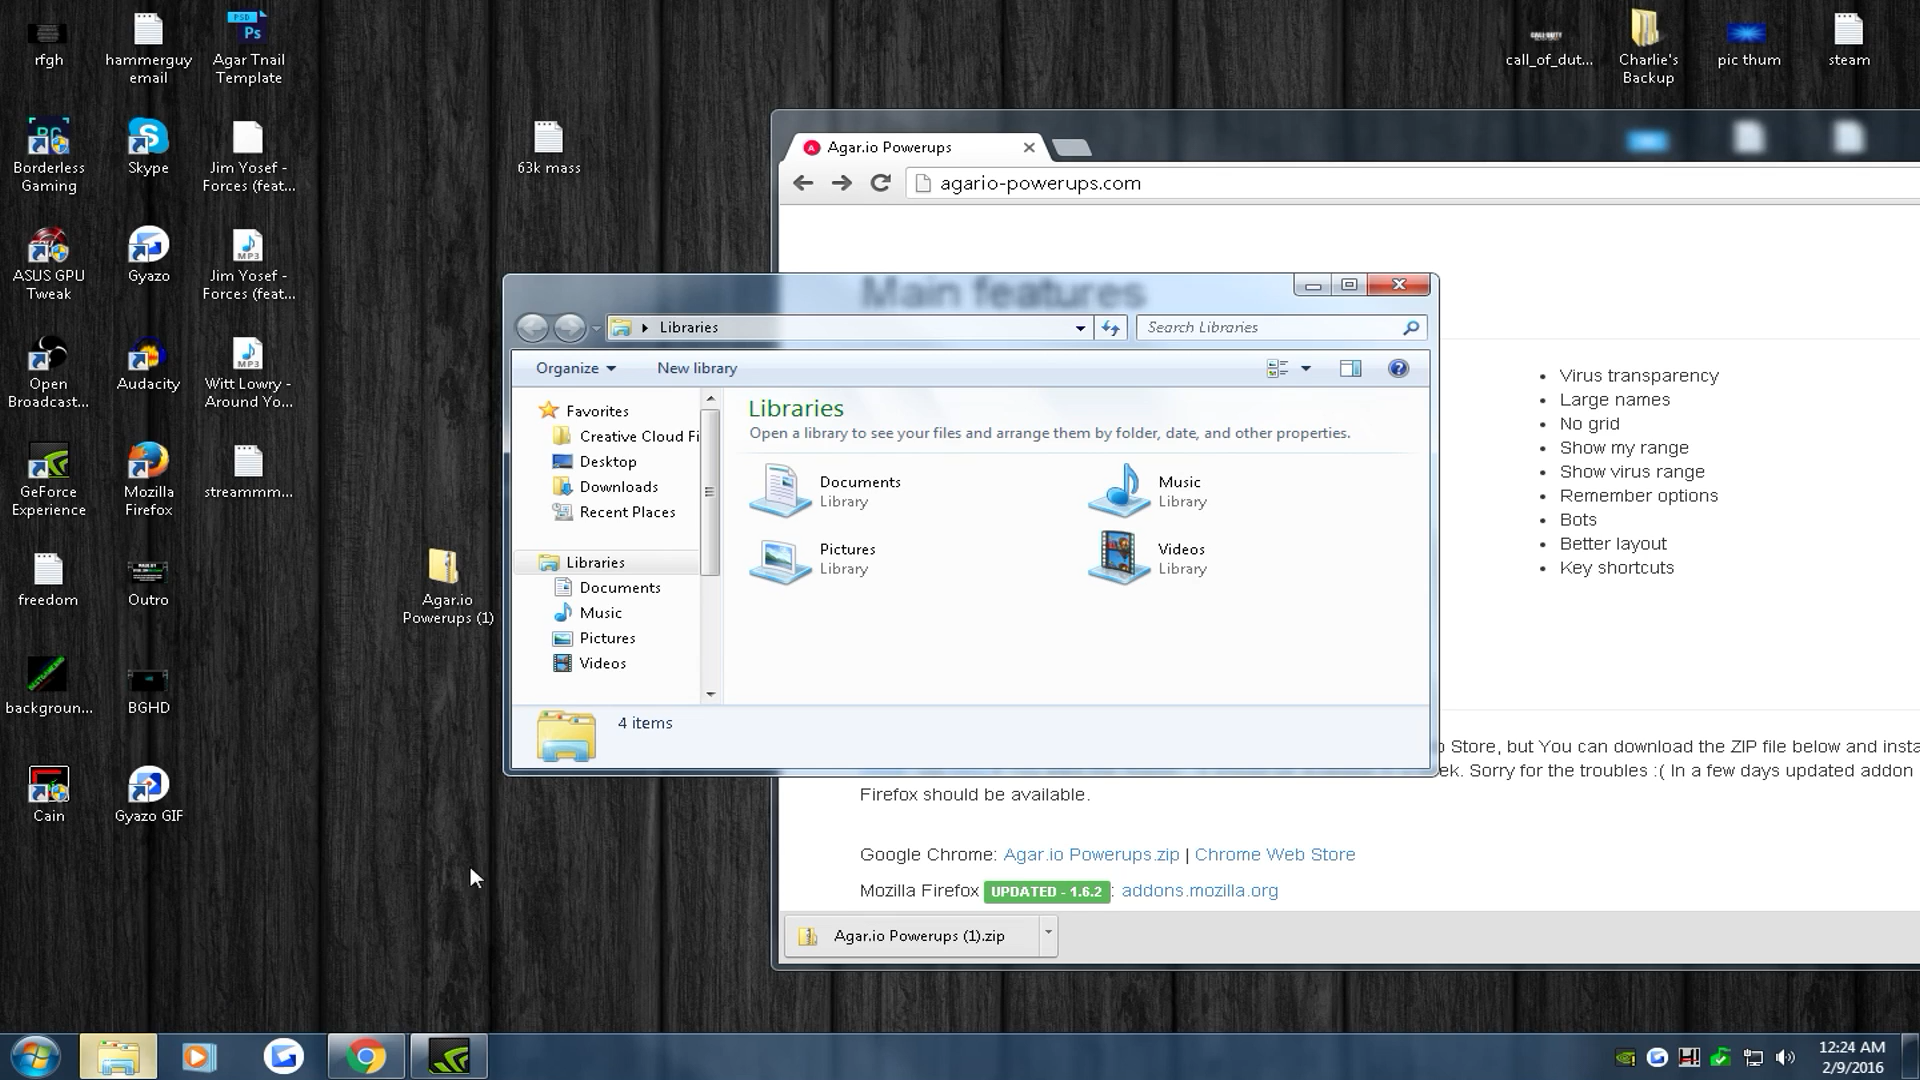 rfgh
hammerguy
email
PSD
Ps
Agar Tnail
Template
call_of_dut...
Charlie's
Backup
pic thum
steam
Borderless
Gaming
Skype
Jim Yosef -
Forces (feat...
63k mass
Agar.io Powerups
agario-powerups.com
ASUS GPU
Tweak
Gyazo
MP3
Jim Yosef -
Forces (feat...
Main features
Libraries
Search Libraries
Organize
New library
Open
Broadcast...
Audacity
MP3
Witt Lowry -
Around Yo...
Favorites
Creative Cloud Fi
Desktop
Downloads
Recent Places
Libraries
Documents
Music
Pictures
Videos
Libraries
Open a library to see your files and arrange them by folder, date, and other properties.
Documents
Library
Music
Library
Pictures
Library
Videos
Library
4 items
Virus transparency
Large names
No grid
Show my range
Show virus range
Remember options
Bots
Better layout
Key shortcuts
GeForce
Experience
Mozilla
Firefox
streammm...
freedom
Outro
Agar.io
Powerups (1)
backgroun...
BGHD
Cain
Gyazo GIF
Store, but You can download the ZIP file below and insta
ek. Sorry for the troubles :( In a few days updated addon
Firefox should be available.
Google Chrome: Agar.io Powerups.zip | Chrome Web Store
Mozilla Firefox UPDATED - 1.6.2 : addons.mozilla.org
Agar.io Powerups (1).zip
12:24 AM
2/9/2016